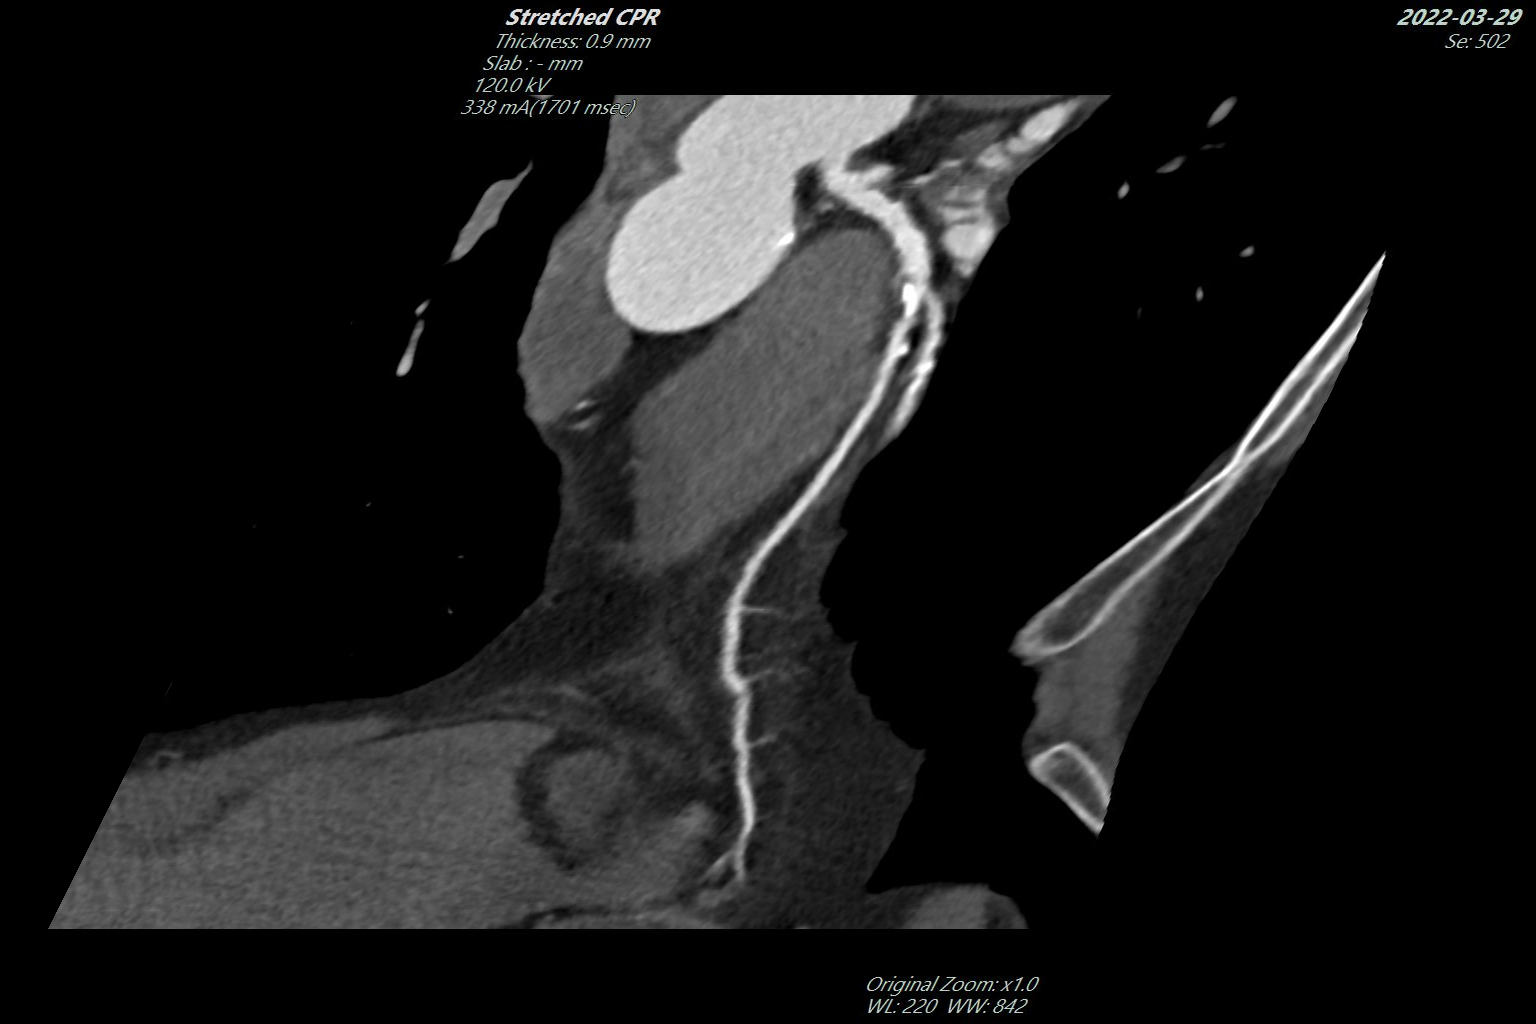 Stretched CPR
Thickness: 0.9 mm
Slab : - mm
120.0 kV
338 mA(1701 msec)
2022-03-29
Se: 502
Original Zoom: x1.0
WL: 220 WW: 842